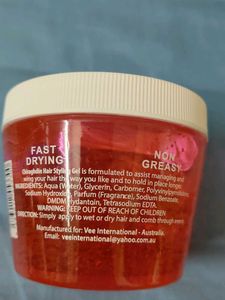 FAST
DRYING
NON
GREASY
Hair Styling Gel is formulated to assist managing and
wing your hair the way you like and to hold in place longer.
INGREDIENTS: Aqua (Water), Glycerin, Carbomer, Polyvinylpyrrolidone,
Sodium Hydroxide, Parfum (Fragrance), Sodium Benzoate,
DMDM Hydantoin, Tetrasodium EDTA.
WARNING: KEEP OUT OF REACH OF CHILDREN
DIRECTION: Simply apply to wet or dry hair and comb through evenly
Manufactured for: Vee International - Australia.
Email: veeinternational@yahoo.com.au